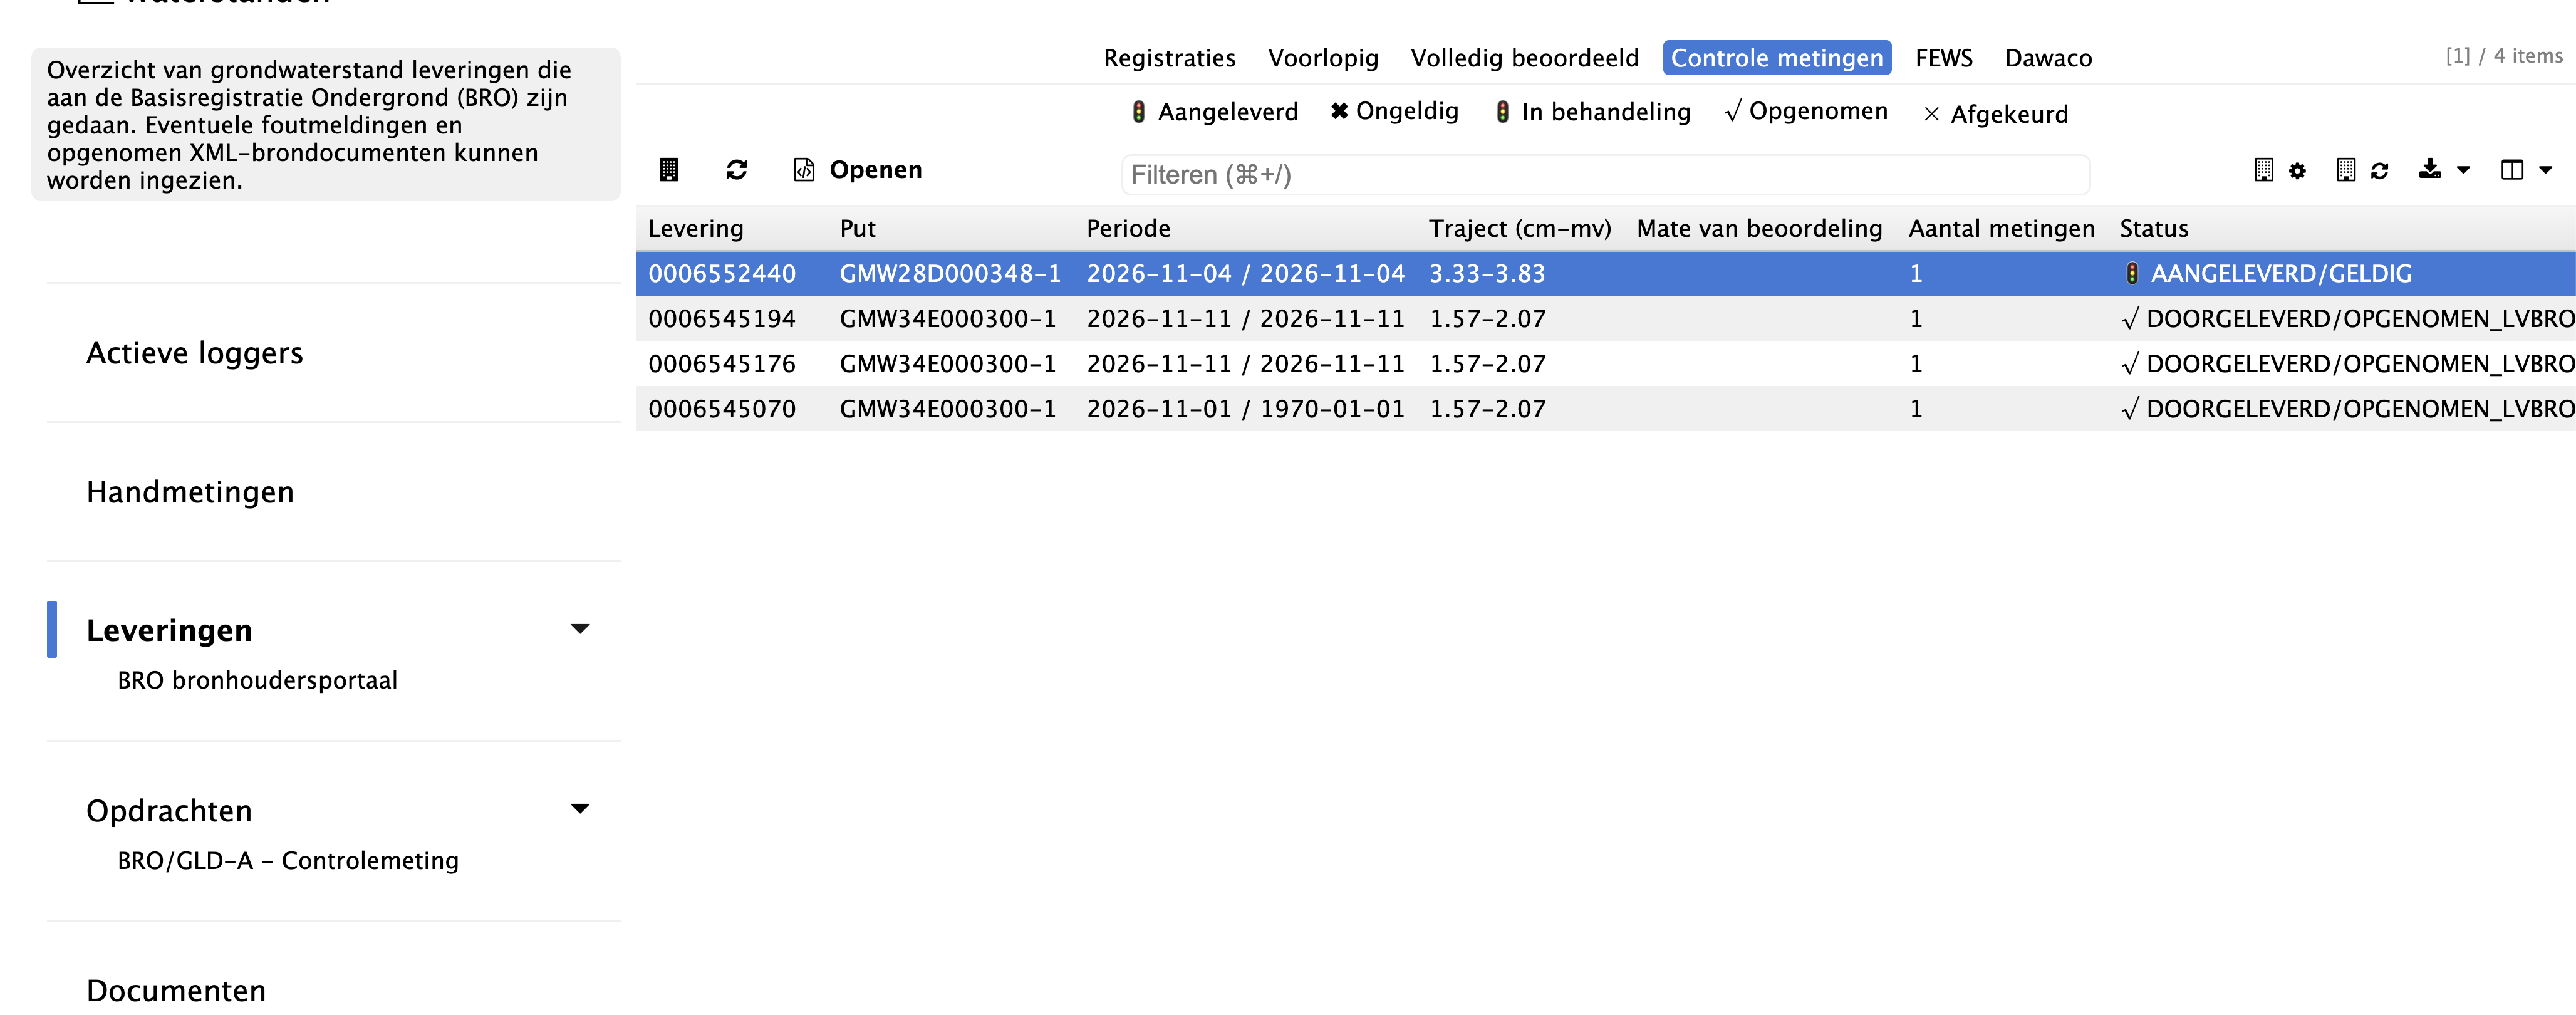 Waterstanden
Overzicht van grondwaterstand leveringen die
aan de Basisregistratie Ondergrond (BRO) zijn
gedaan. Eventuele foutmeldingen en
opgenomen XML-brondocumenten kunnen
worden ingezien.
Actieve loggers
Handmetingen
Leveringen
BRO bronhoudersportaal
Opdrachten
BRO/GLD-A - Controlemeting
Documenten
Registraties Voorlopig Volledig beoordeeld Controle metingen FEWS Dawaco [1] / 4 items
Aangeleverd ✖ Ongeldig In behandeling √ Opgenomen × Afgekeurd
Openen Filteren (⌘+/)
Levering Put Periode Traject (cm-mv) Mate van beoordeling Aantal metingen Status
0006552440 GMW28D000348-1 2026-11-04 / 2026-11-04 3.33-3.83 1 AANGELEVERD/GELDIG
0006545194 GMW34E000300-1 2026-11-11 / 2026-11-11 1.57-2.07 1 √ DOORGELEVERD/OPGENOMEN_LVBRO
0006545176 GMW34E000300-1 2026-11-11 / 2026-11-11 1.57-2.07 1 √ DOORGELEVERD/OPGENOMEN_LVBRO
0006545070 GMW34E000300-1 2026-11-01 / 1970-01-01 1.57-2.07 1 √ DOORGELEVERD/OPGENOMEN_LVBRO